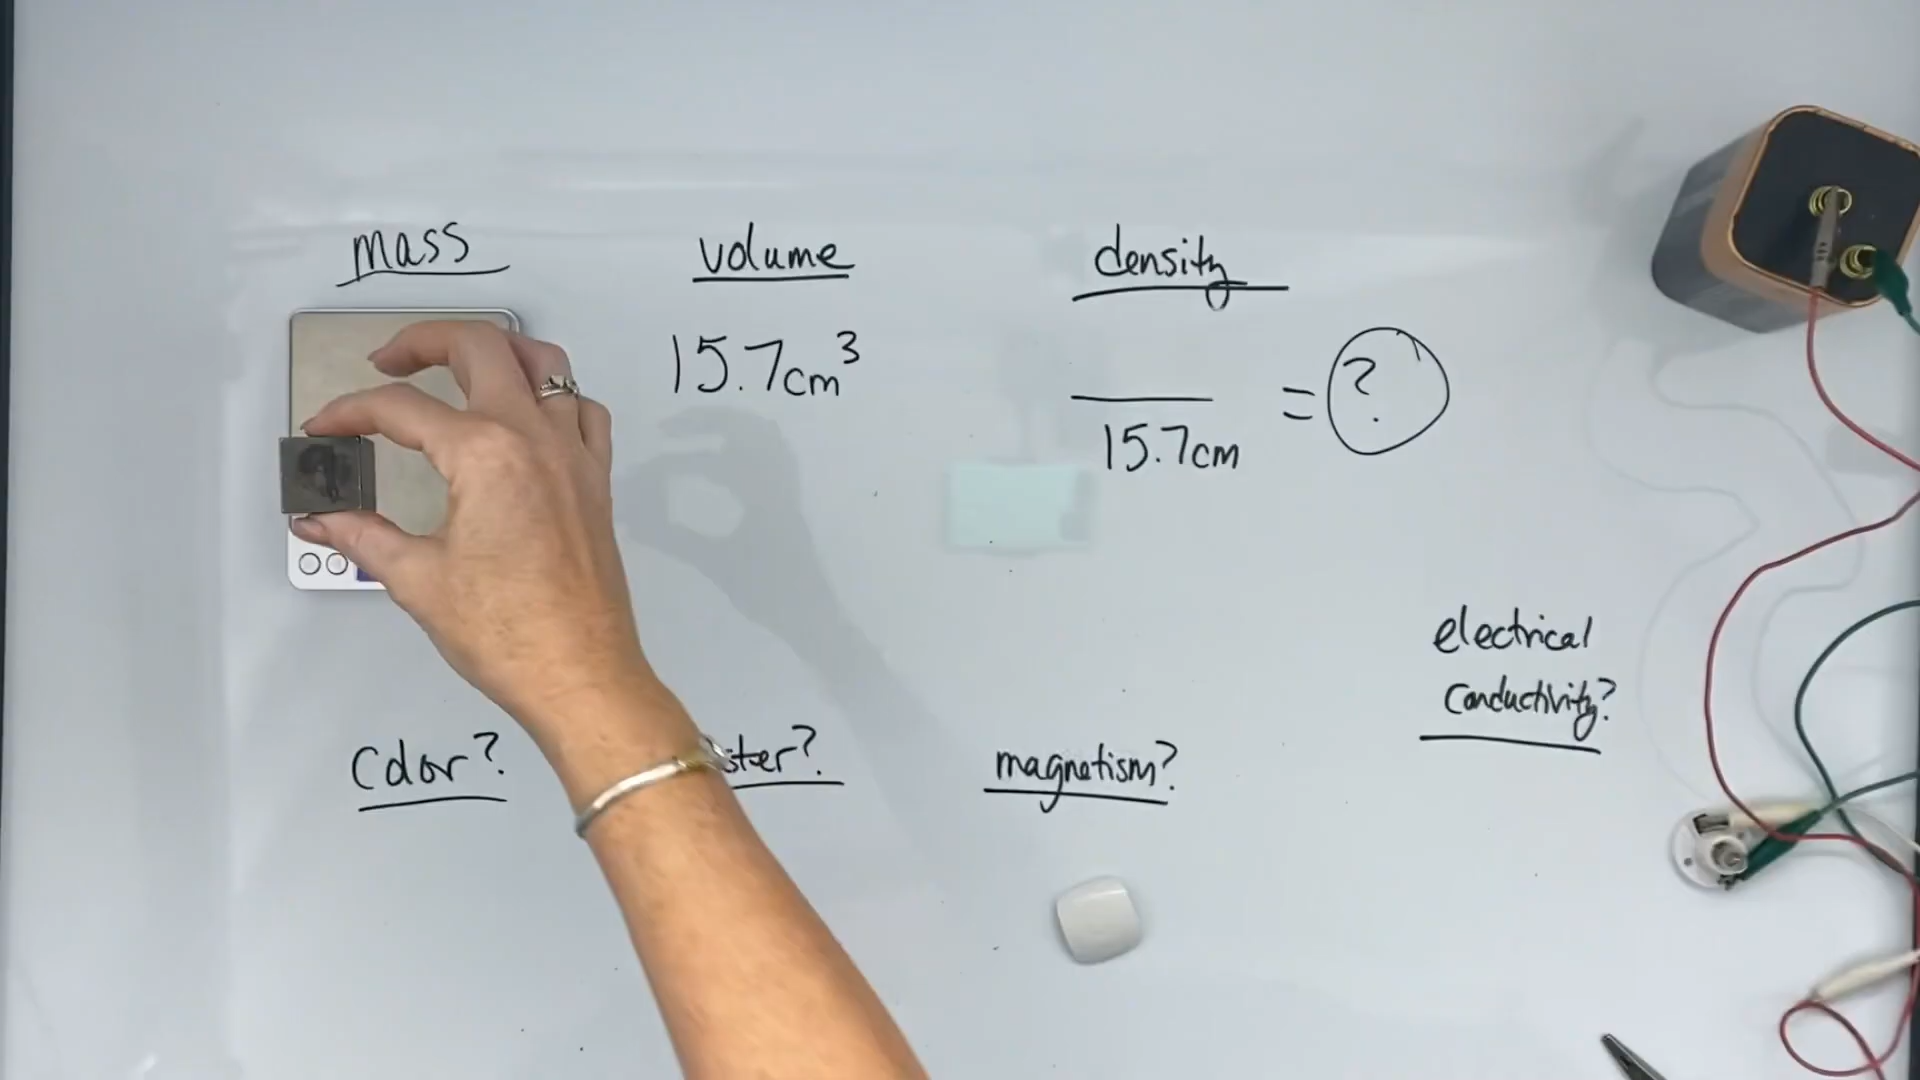 mass
volume
density
15.7cm³
= ?
15.7cm
electrical
conductivity?
Color?
magnetism?